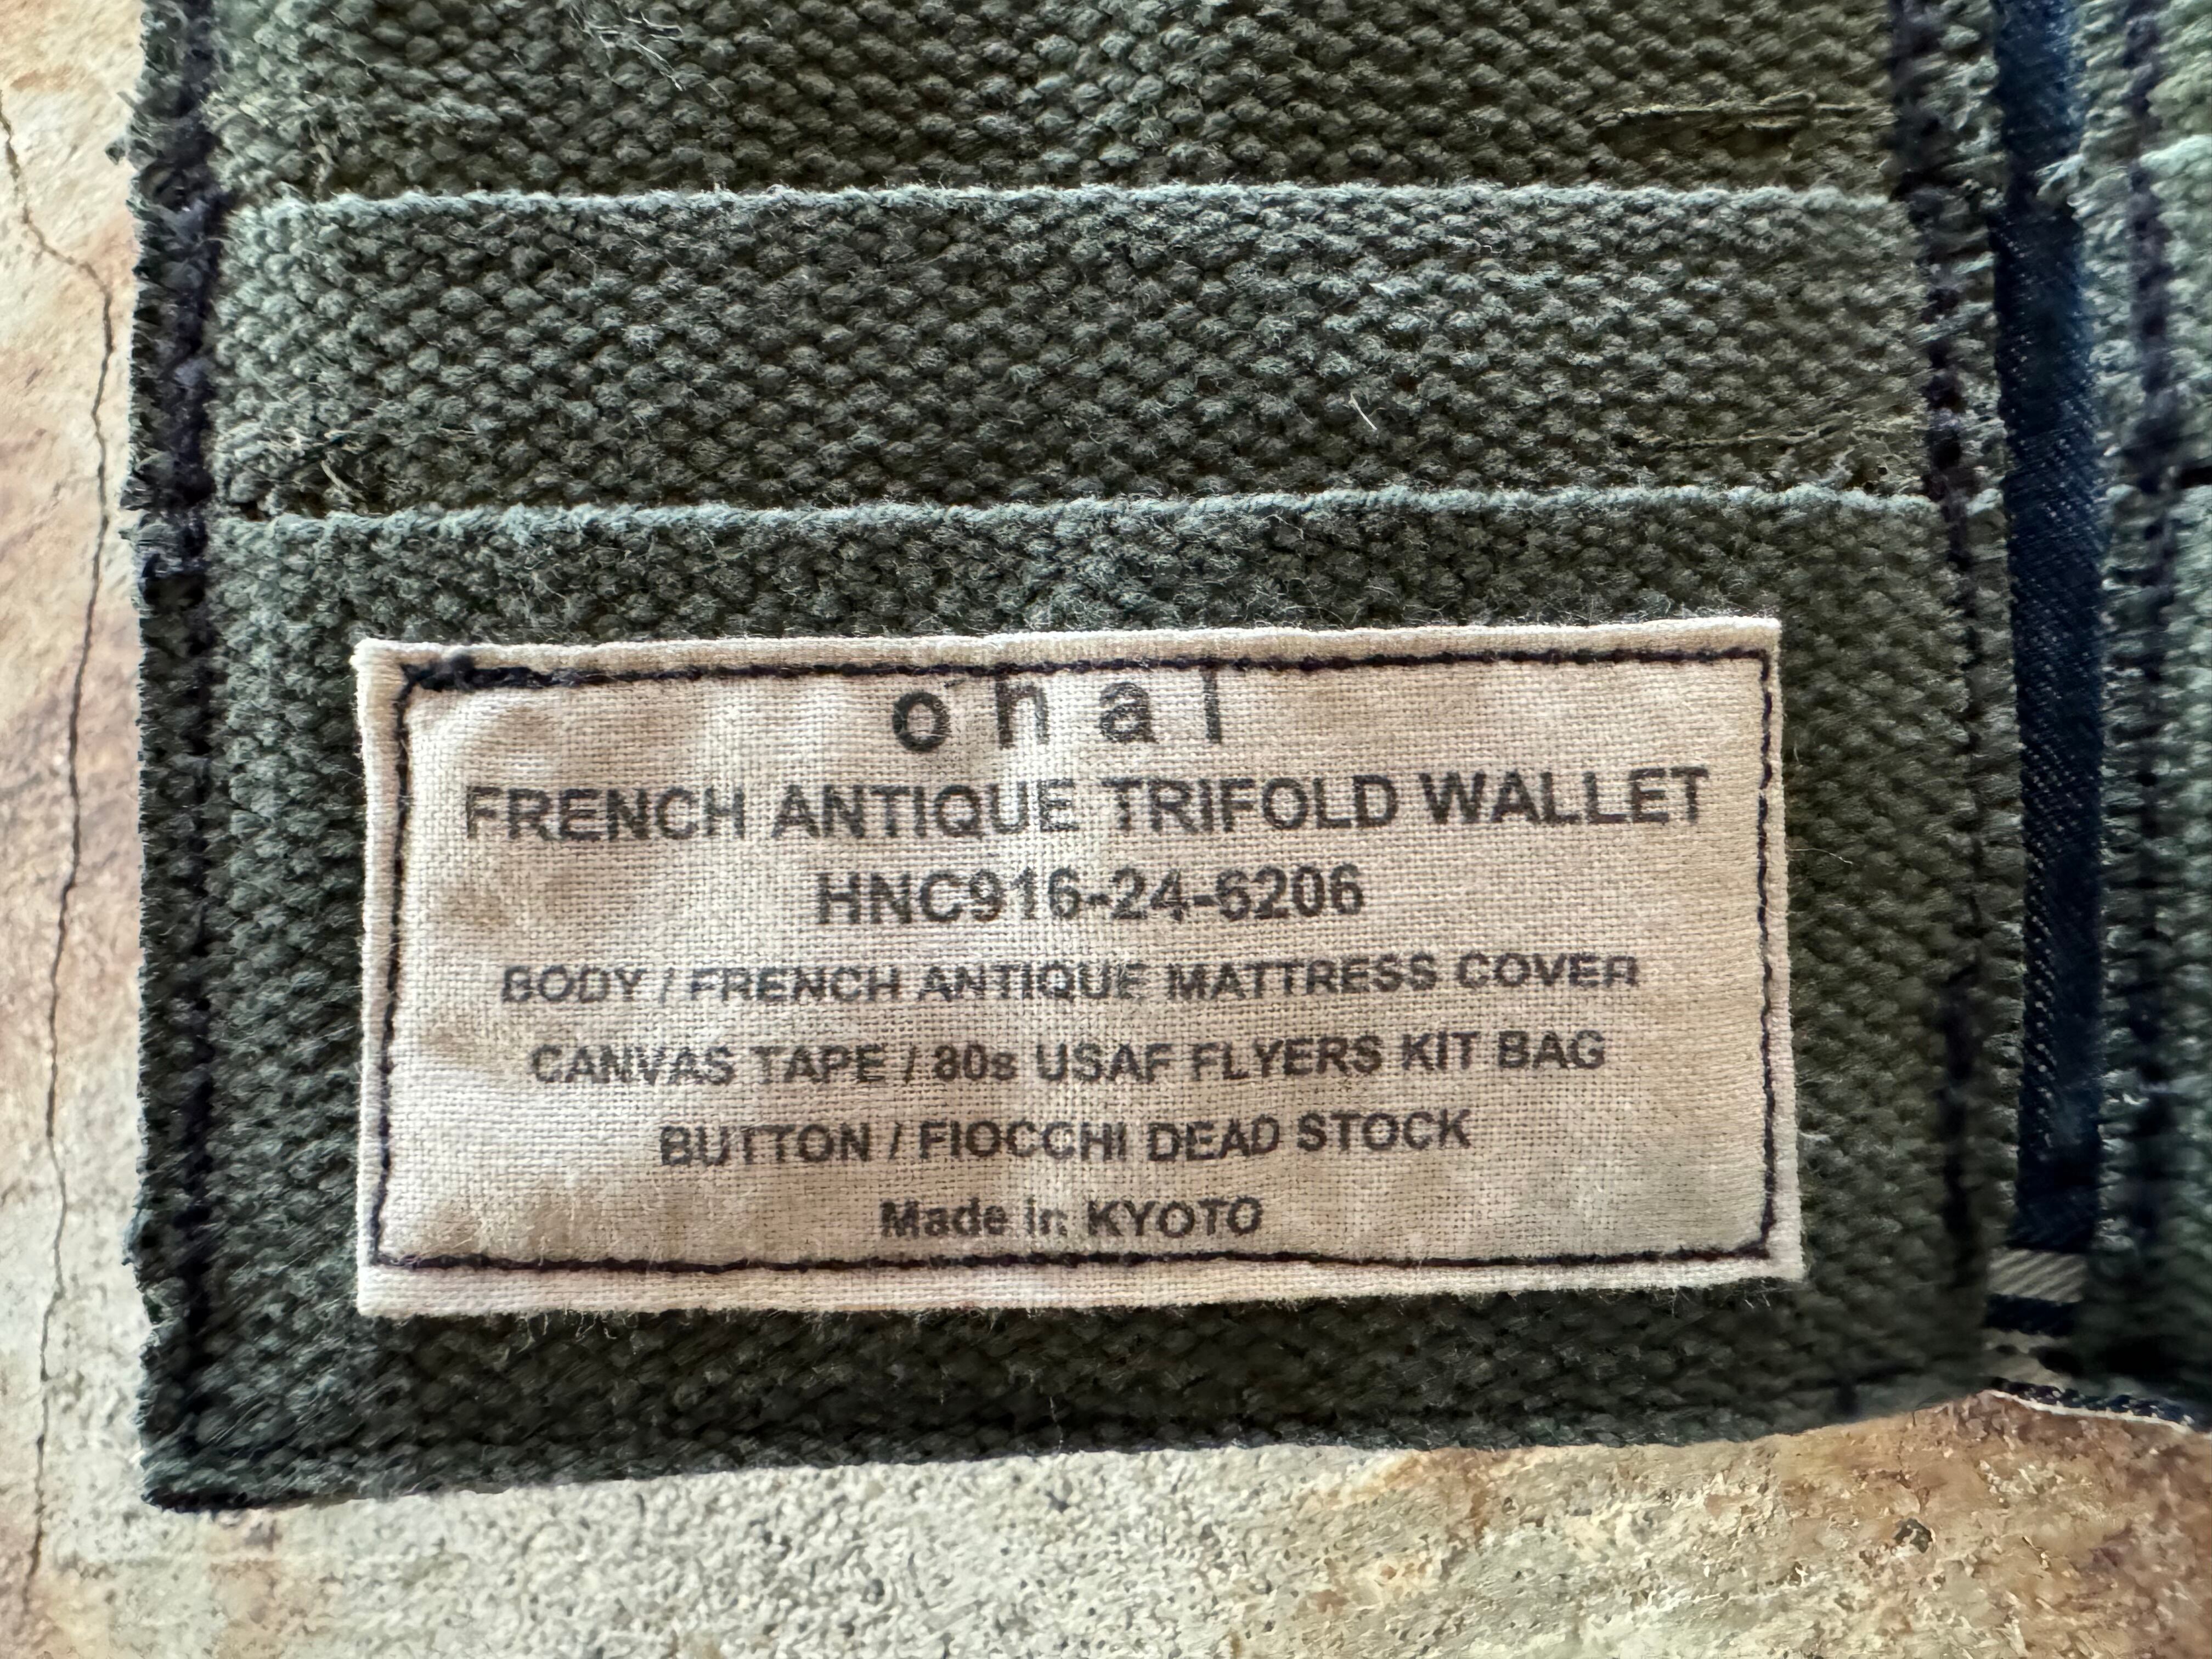 o h a l
FRENCH ANTIQUE TRIFOLD WALLET
HNC916-24-6206
BODY / FRENCH ANTIQUE MATTRESS COVER
CANVAS TAPE / 80s USAF FLYERS KIT BAG
BUTTON / FIOCCHI DEAD STOCK
Made in KYOTO